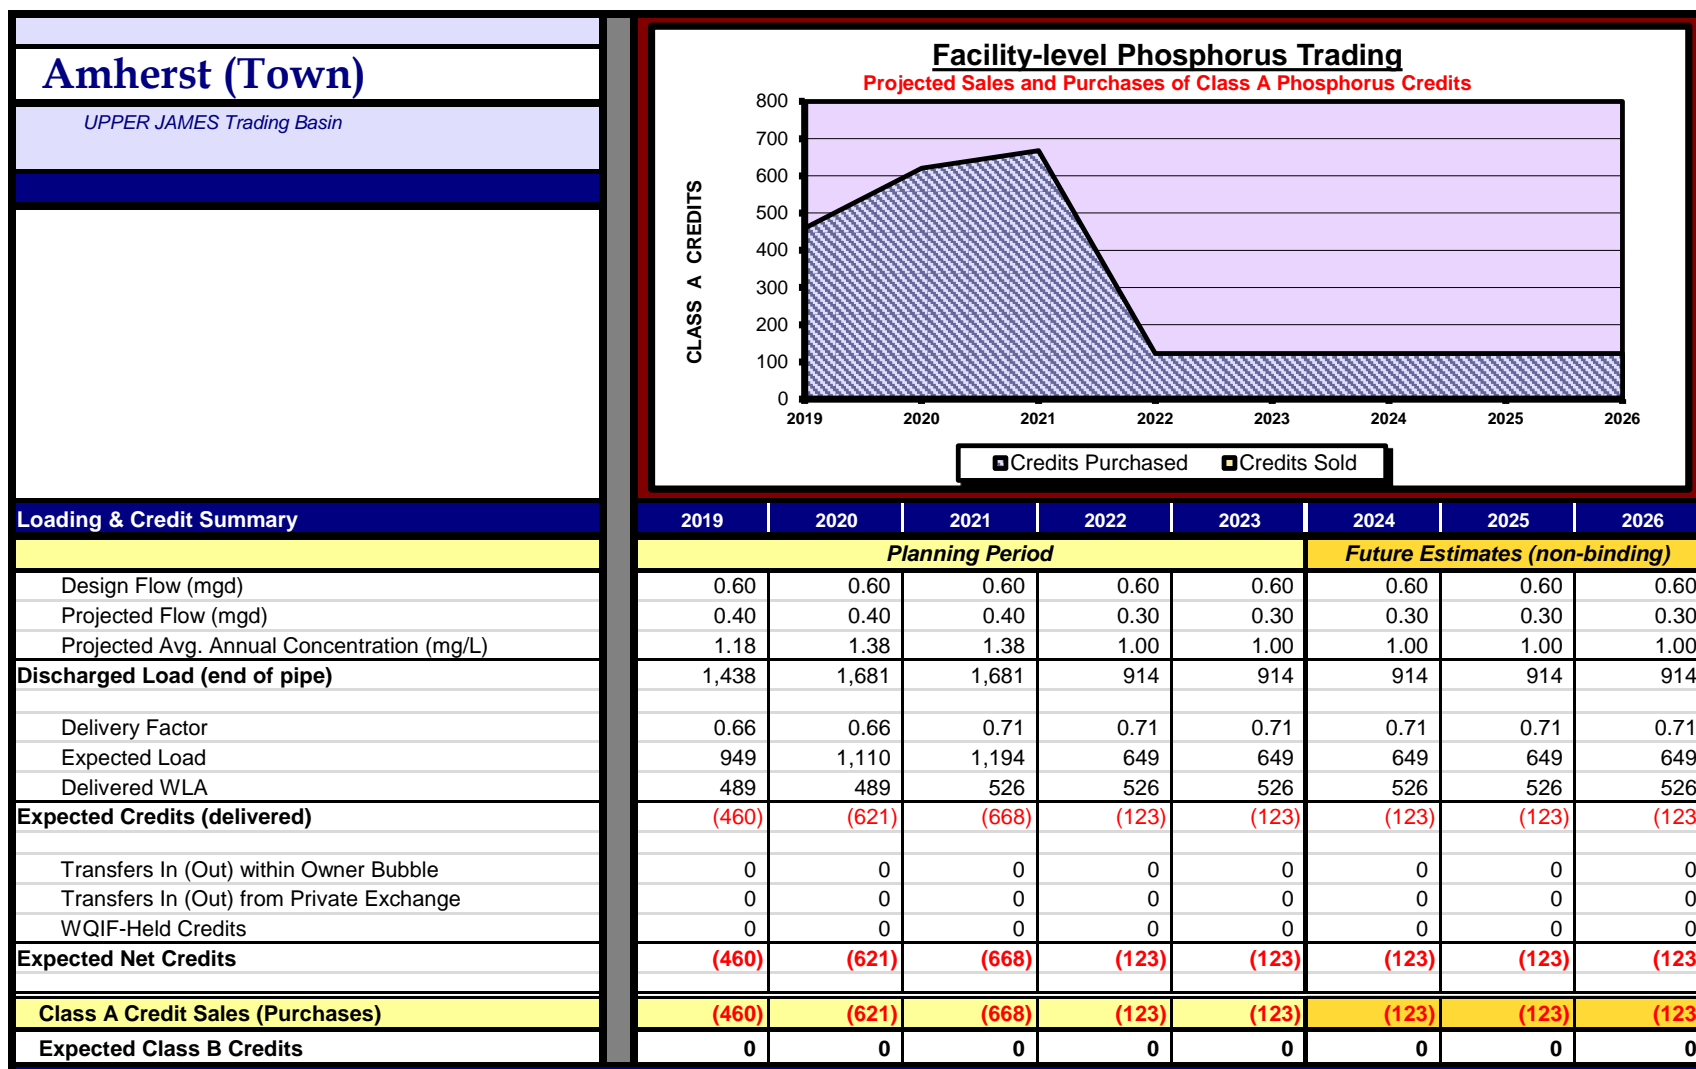 Amherst (Town)
UPPER JAMES Trading Basin
Facility-level Phosphorus Trading
Projected Sales and Purchases of Class A Phosphorus Credits
CLASS A CREDITS
800
700
600
500
400
300
200
100
0
2019 2020 2021 2022 2023 2024 2025 2026
Credits Purchased Credits Sold
Loading & Credit Summary 2019 2020 2021 2022 2023 2024 2025 2026
Planning Period Future Estimates (non-binding)
Design Flow (mgd) 0.60 0.60 0.60 0.60 0.60 0.60 0.60 0.60
Projected Flow (mgd) 0.40 0.40 0.40 0.30 0.30 0.30 0.30 0.30
Projected Avg. Annual Concentration (mg/L) 1.18 1.38 1.38 1.00 1.00 1.00 1.00 1.00
Discharged Load (end of pipe) 1,438 1,681 1,681 914 914 914 914 914
Delivery Factor 0.66 0.66 0.71 0.71 0.71 0.71 0.71 0.71
Expected Load 949 1,110 1,194 649 649 649 649 649
Delivered WLA 489 489 526 526 526 526 526 526
Expected Credits (delivered) (460) (621) (668) (123) (123) (123) (123) (123
Transfers In (Out) within Owner Bubble 0 0 0 0 0 0 0 0
Transfers In (Out) from Private Exchange 0 0 0 0 0 0 0 0
WQIF-Held Credits 0 0 0 0 0 0 0 0
Expected Net Credits (460) (621) (668) (123) (123) (123) (123) (123
Class A Credit Sales (Purchases) (460) (621) (668) (123) (123) (123) (123) (123
Expected Class B Credits 0 0 0 0 0 0 0 0